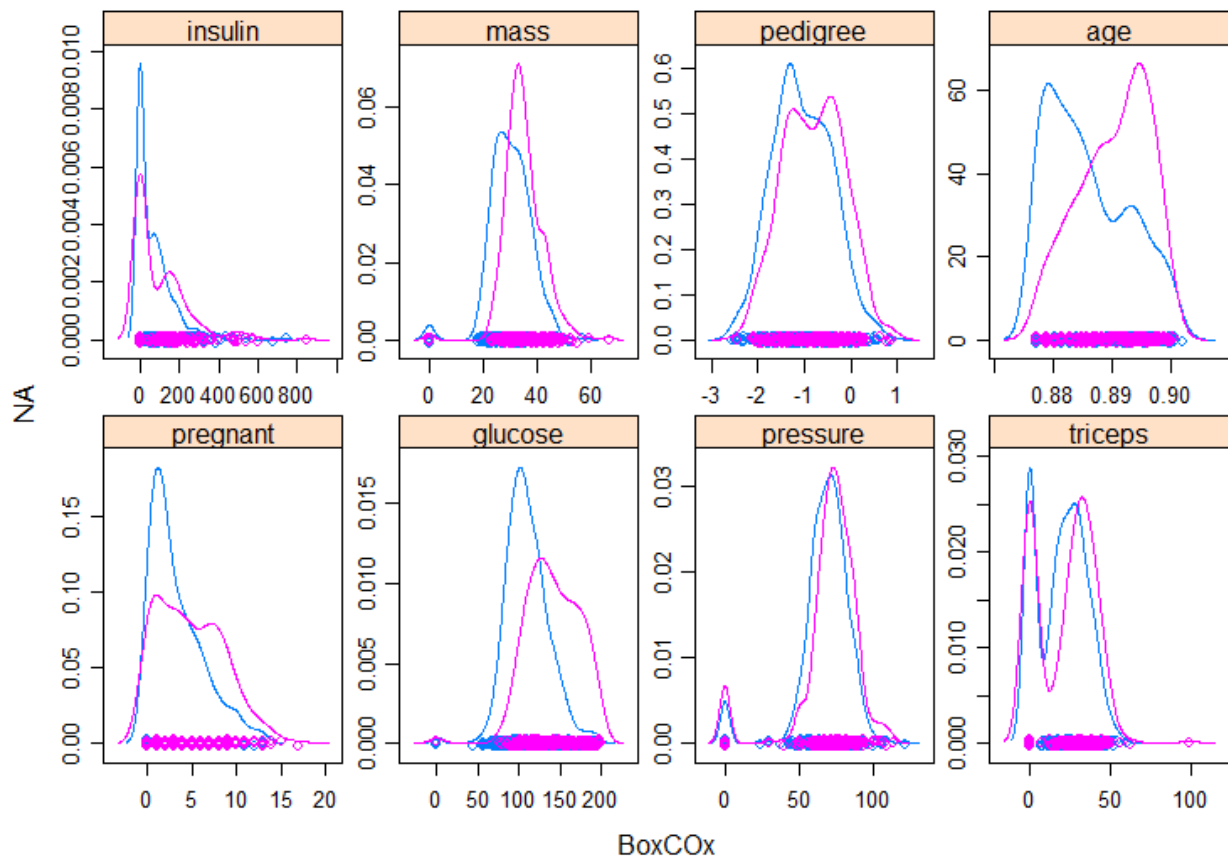 insulin
mass
pedigree
age
0.000 0.002 0.004 0.006 0.008 0.010
0.00 0.02 0.04 0.06
0.0 0.1 0.2 0.3 0.4 0.5 0.6
0 20 40 60
0 200 400 600 800
0 20 40 60
-3 -2 -1 0 1
0.88 0.89 0.90
NA
pregnant
glucose
pressure
triceps
0.00 0.05 0.10 0.15
0.000 0.005 0.010 0.015
0.00 0.01 0.02 0.03
0.000 0.010 0.020 0.030
0 5 10 15 20
0 50 100 150 200
0 50 100
0 50 100
BoxCOx